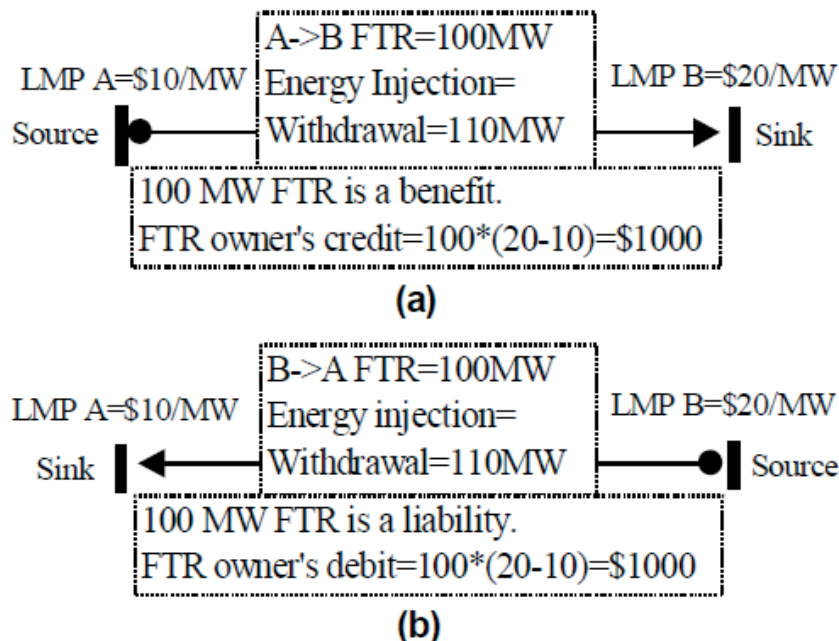 A->B FTR=100MW
LMP A=$10/MW
Energy Injection=
LMP B=$20/MW
Source
Withdrawal=110MW
Sink
100 MW FTR is a benefit.
FTR owner's credit=100*(20-10)=$1000
(a)
B->A FTR=100MW
LMP A=$10/MW
Energy injection=
LMP B=$20/MW
Sink
Withdrawal=110MW
Source
100 MW FTR is a liability.
FTR owner's debit=100*(20-10)=$1000
(b)